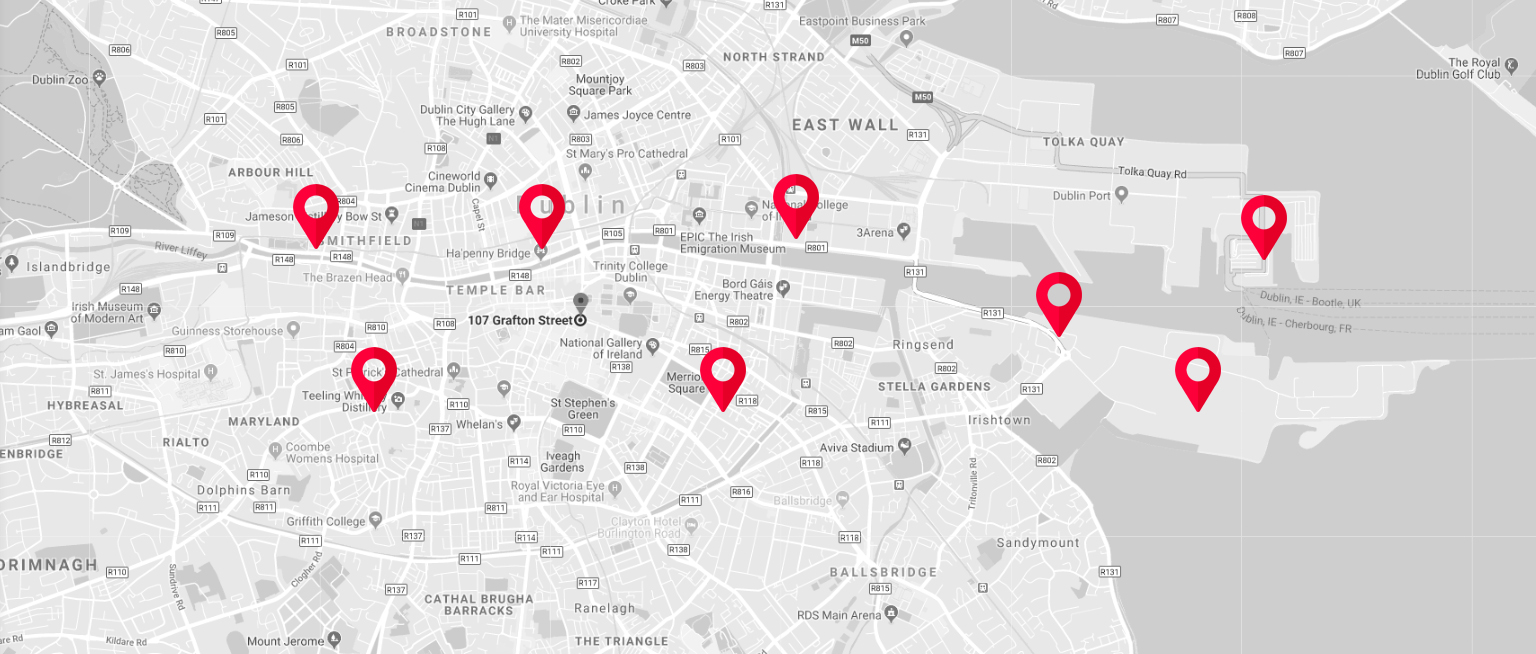 Croke Park
R131
R807
R808
R805
R101
The Mater Misericordiae
University Hospital
Eastpoint Business Park
BROADSTONE
M50
R806
R802
NORTH STRAND
R807
R101
R803
The Royal
Dublin Golf Club
Dublin Zoo
Mountjoy
Square Park
M50
R805
Dublin City Gallery
The Hugh Lane
James Joyce Centre
R101
EAST WALL
R131
R806
N1
R803
R101
TOLKA QUAY
R108
St Mary's Pro Cathedral
ARBOUR HILL
Cineworld
Cinema Dublin
Tolka Quay Rd
Dublin Port
R804
Capel St
Dublin
National College
Jameson Distillery Bow St
R109
R109
SMITHFIELD
R105
R801
3Arena
EPIC The Irish
Emigration Museum
R801
River Liffey
R148
R148
Ha'penny Bridge
Islandbridge
The Brazen Head
R148
Trinity College
Dublin
R131
R148
TEMPLE BAR
Bord Gáis
Energy Theatre
Dublin, IE - Bootle, UK
Irish Museum
of Modern Art
107 Grafton Street
R131
Dublin, IE - Cherbourg, FR
am Gaol
Guinness Storehouse
R810
R108
R802
R810
R804
National Gallery
of Ireland
R815
R802
Ringsend
St. James's Hospital
St Patrick's Cathedral
R138
Merrion
Square
R802
STELLA GARDENS
R131
R811
HYBREASAL
Teeling Whiskey
Distillery
R110
St Stephen's
Green
R118
R815
MARYLAND
Whelan's
R137
R110
R111
Irishtown
R812
RIALTO
ENBRIDGE
Coombe
Womens Hospital
Iveagh
Gardens
Aviva Stadium
R114
R138
R118
R802
R110
Dolphins Barn
Royal Victoria Eye
and Ear Hospital
R816
R111
Ballsbridge
Tritonville Rd
R111
R811
R811
Griffith College
Clayton Hotel
Burlington Road
R137
R114
R118
R111
Sandymount
R111
R111
R138
DRIMNAGH
R110
Sundrive Rd
Clogher Rd
BALLSBRIDGE
R131
R137
R117
R815
CATHAL BRUGHA
BARRACKS
Ranelagh
RDS Main Arena
are Rd
Kildare Rd
Mount Jerome
THE TRIANGLE